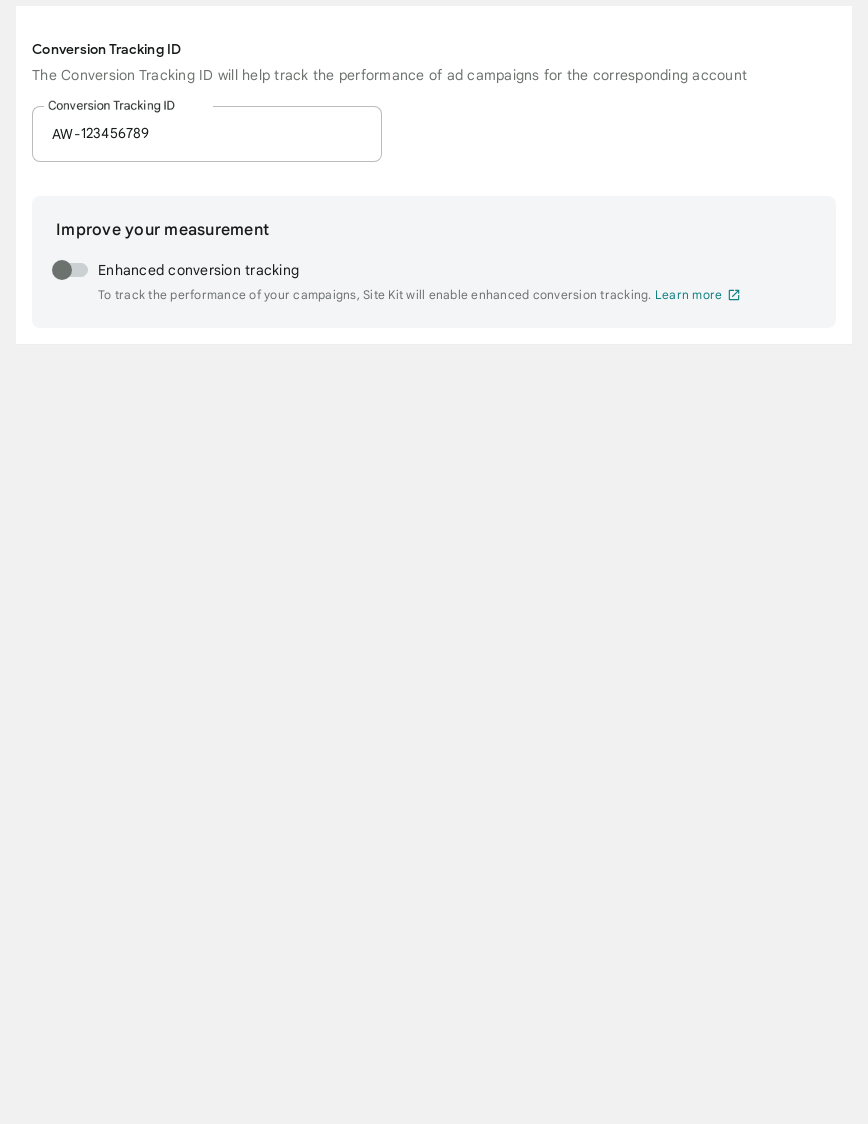 Conversion Tracking ID
The Conversion Tracking ID will help track the performance of ad campaigns for the corresponding account
Conversion Tracking ID
AW-123456789
Improve your measurement
Enhanced conversion tracking
To track the performance of your campaigns, Site Kit will enable enhanced conversion tracking. Learn more